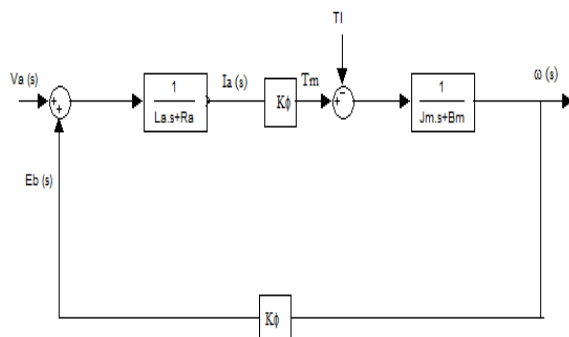 Tl
Va (s)
+
+
1
La.s+Ra
Ia (s)
Kϕ
Tm
+
−
1
Jm.s+Bm
ω (s)
Eb (s)
Kϕ